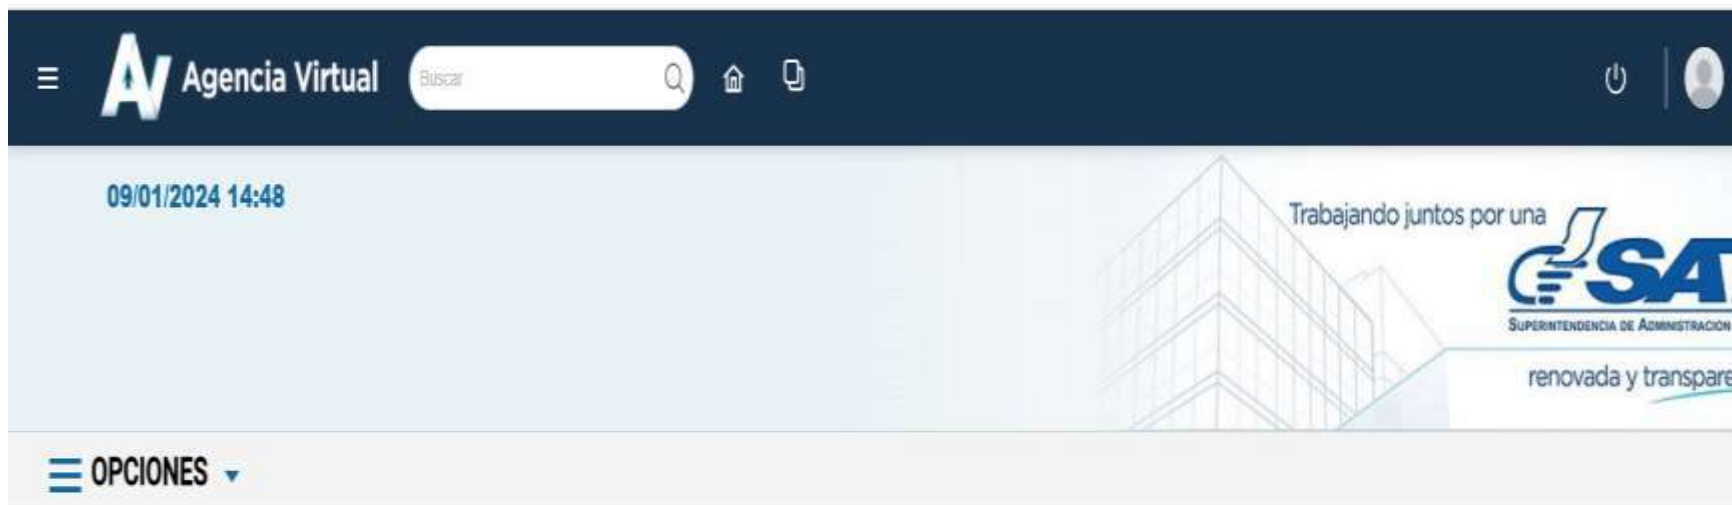 Agencia Virtual
Buscar
09/01/2024 14:48
Trabajando juntos por una
SAT
SUPERINTENDENCIA DE ADMINISTRACION
renovada y transpare
OPCIONES